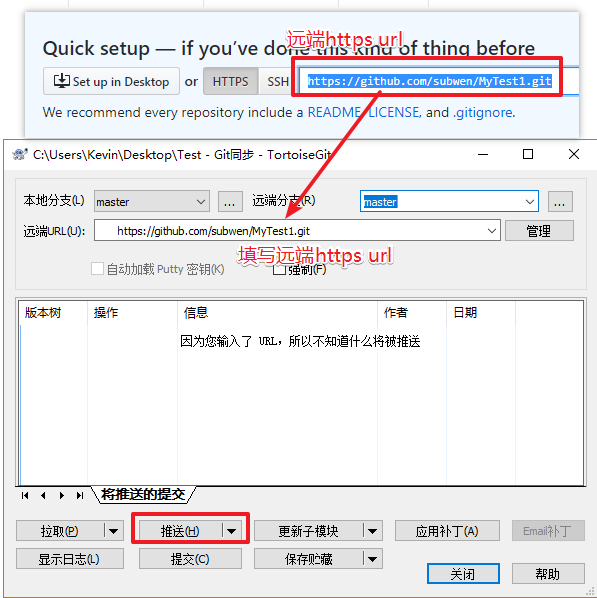 远端https url
Quick setup — if you've done this kind of thing before
Set up in Desktop or HTTPS SSH https://github.com/subwen/MyTest1.git
We recommend every repository include a README, LICENSE, and .gitignore.
C:\Users\Kevin\Desktop\Test - Git同步 - TortoiseGit
本地分支(L) master ... 远端分支(R) master ...
远端URL(U): https://github.com/subwen/MyTest1.git 管理
填写远端https url
自动加载 Putty 密钥(K) 强制(F)
版本树 操作 信息 作者 日期
因为您输入了 URL，所以不知道什么将被推送
将推送的提交
拉取(P) 推送(H) 更新子模块 应用补丁(A) Email补丁
显示日志(L) 提交(C) 保存贮藏
关闭 帮助